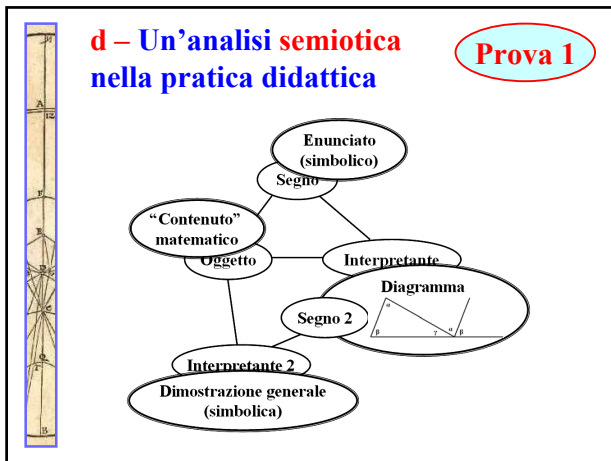 d – Un’analisi semiotica
nella pratica didattica
Prova 1
Enunciato
(simbolico)
Segno
“Contenuto”
matematico
Oggetto
Interpretante
Diagramma
Segno 2
α
β
γ
α
β
Interpretante 2
Dimostrazione generale
(simbolica)
A
12
F
E
D
C
B